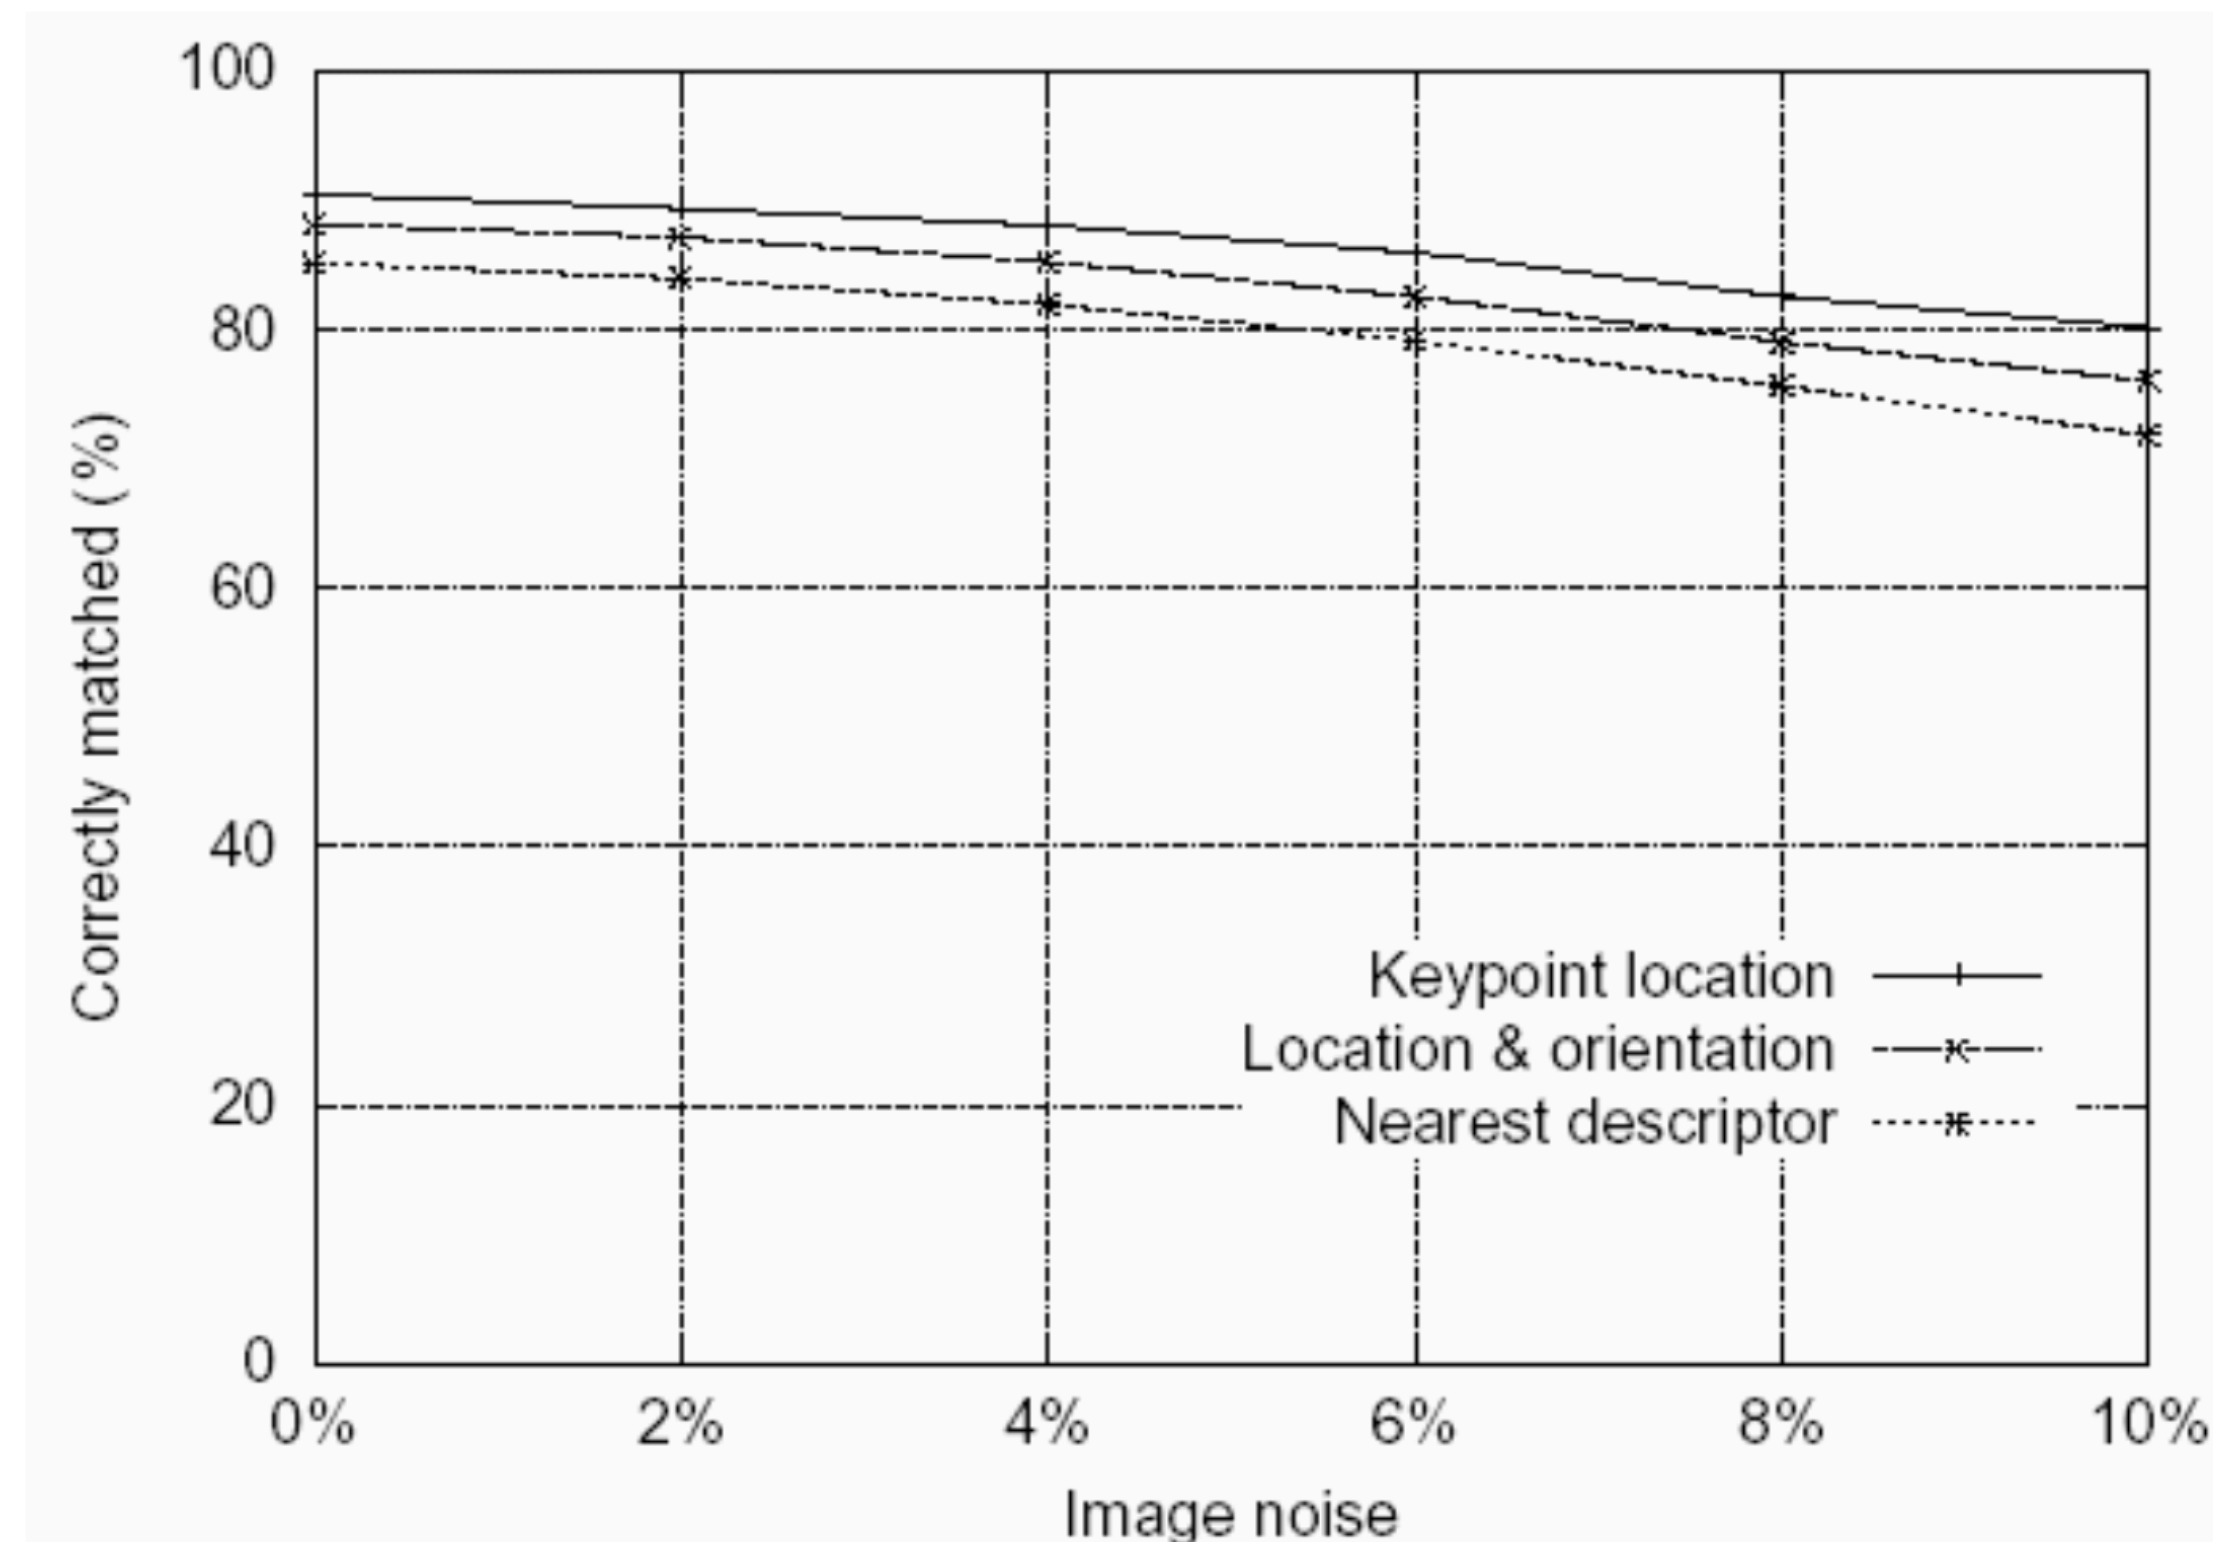 100
80
60
40
20
0
Correctly matched (%)
Keypoint location
Location & orientation
Nearest descriptor
0% 2% 4% 6% 8% 10%
Image noise